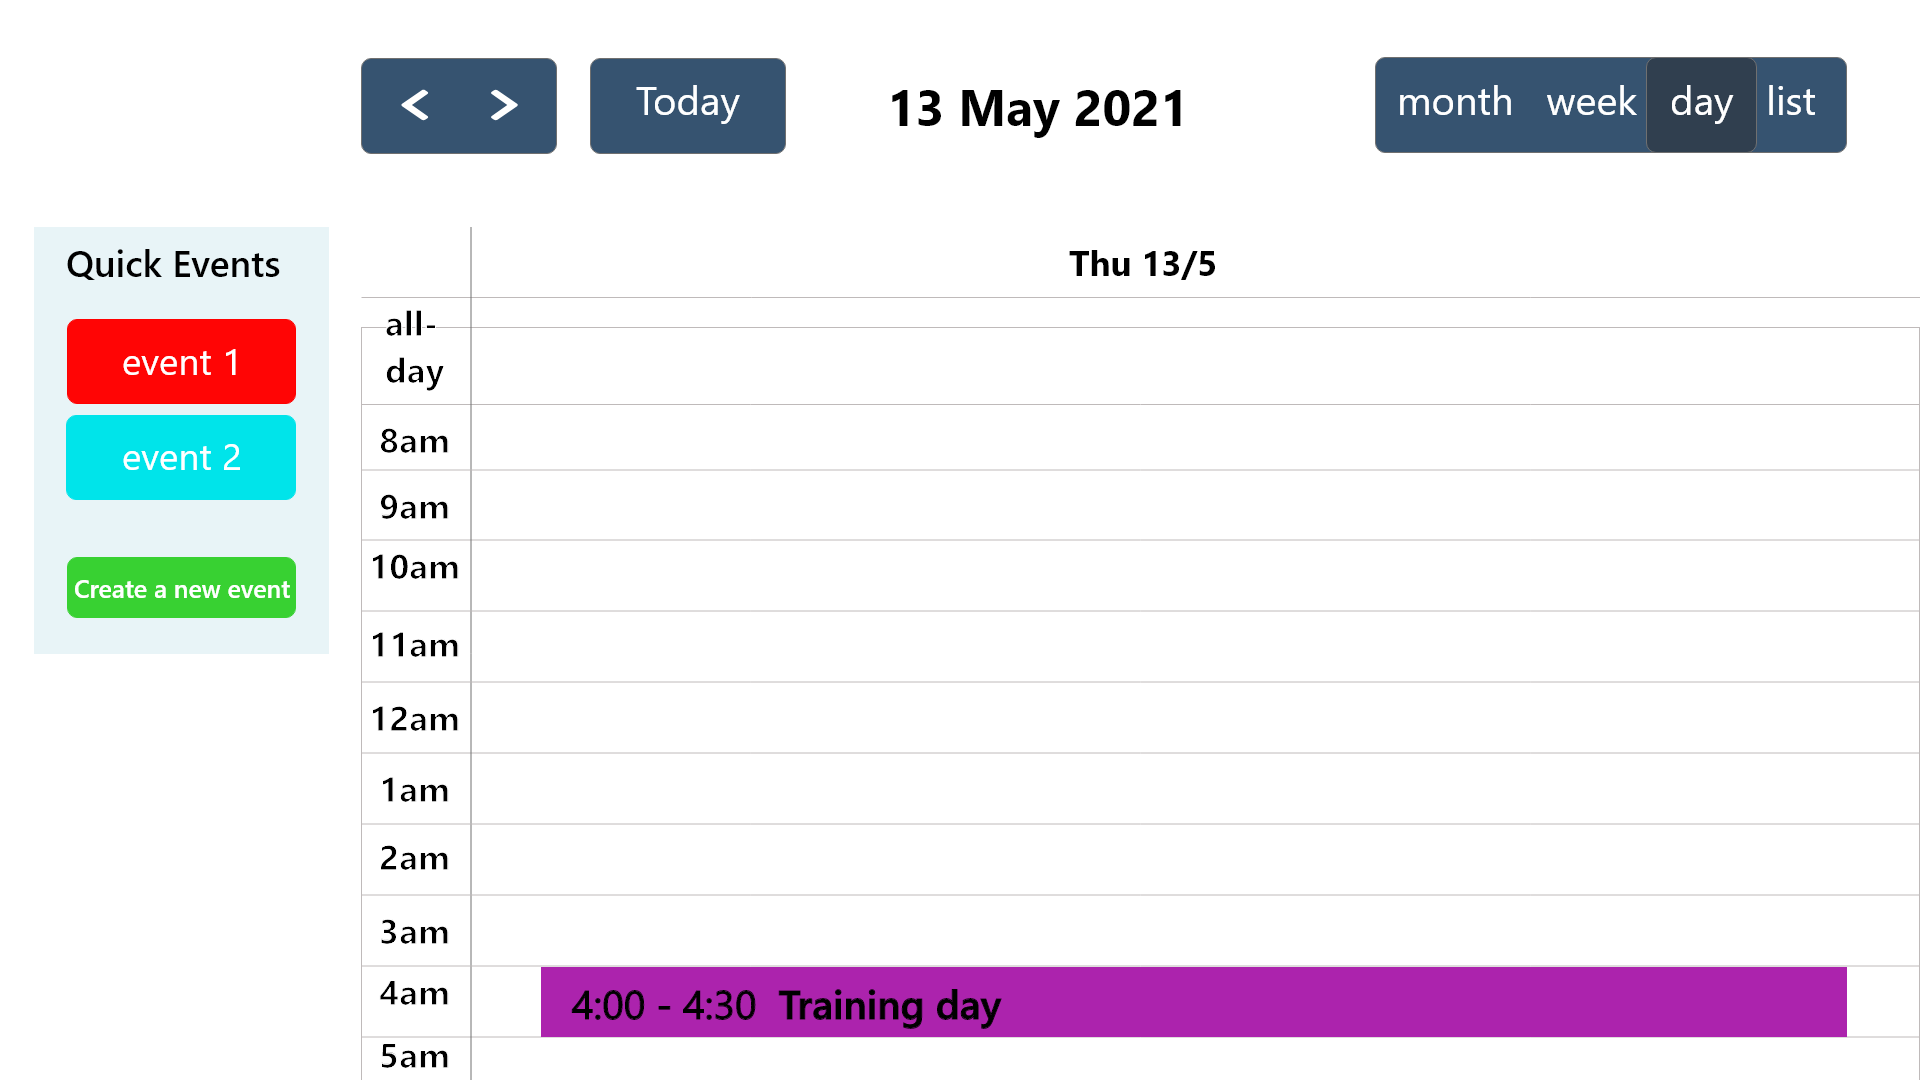 < > Today 13 May 2021 month week day list
Quick Events
event 1
event 2
Create a new event
Thu 13/5
all-
day
8am
9am
10am
11am
12am
1am
2am
3am
4am
4:00 - 4:30 Training day
5am